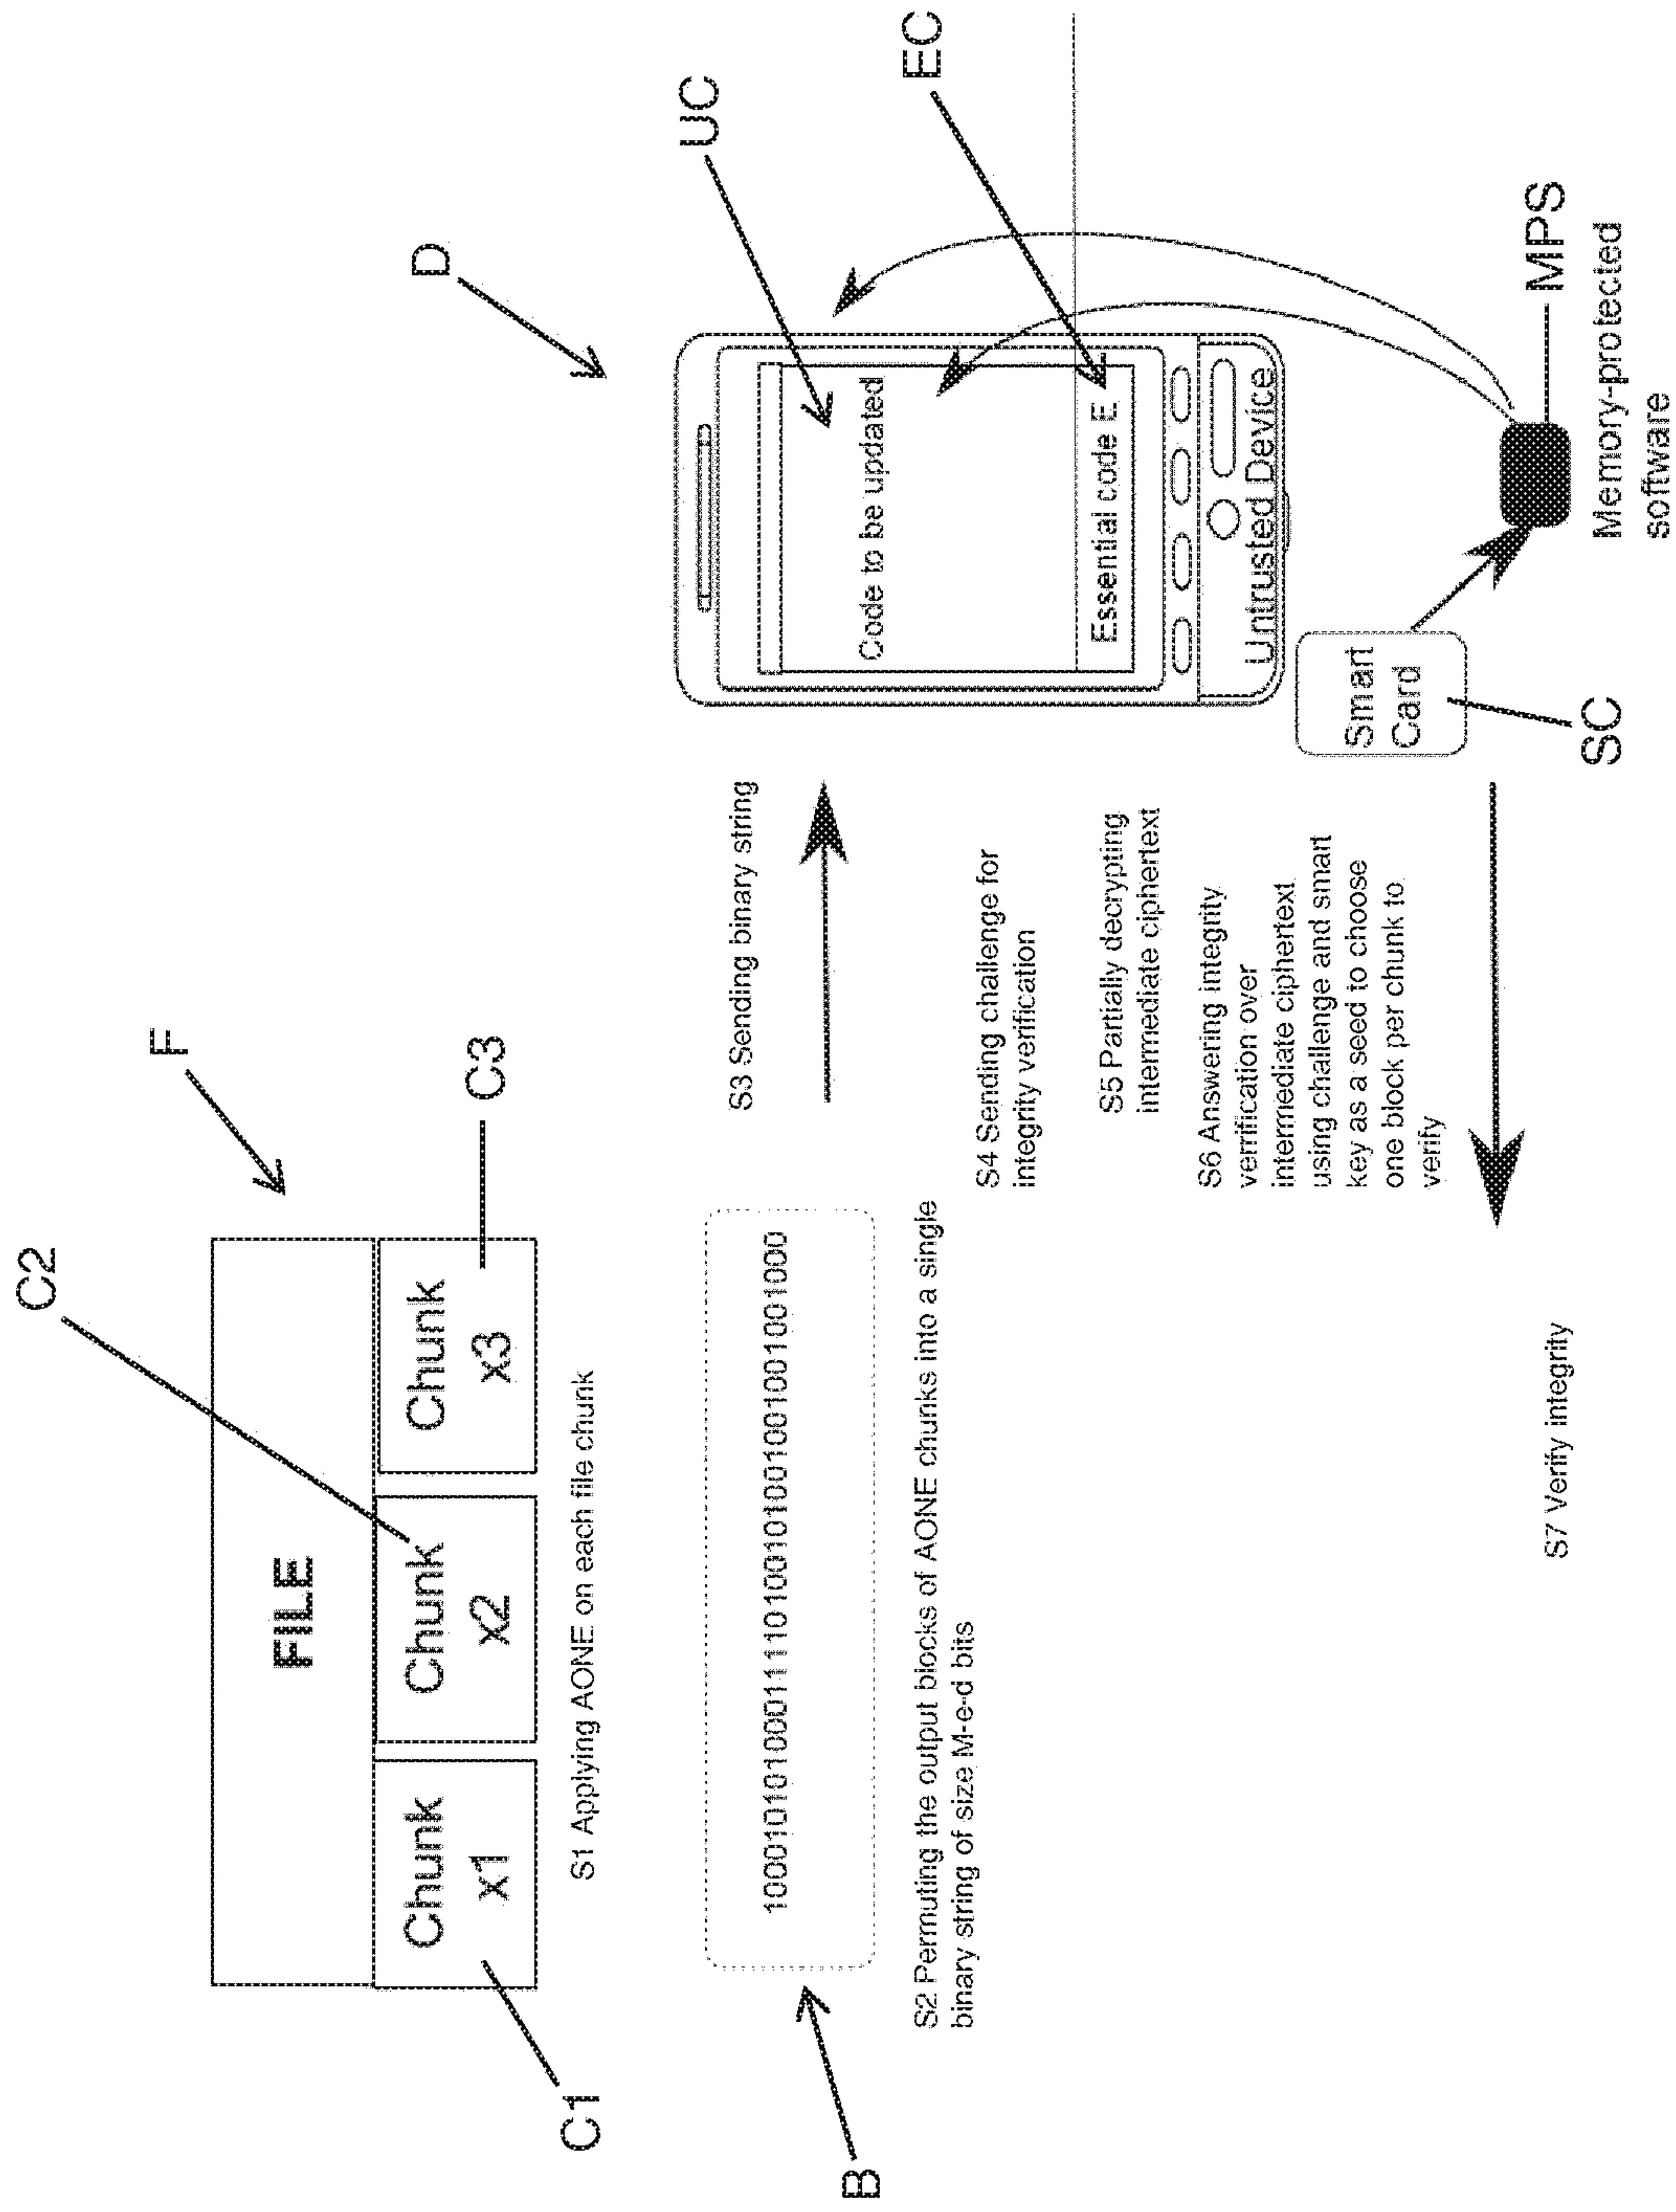 C2
F
FILE
Chunk
x1
Chunk
x2
Chunk
x3
C1
C3
S1 Applying AONE on each file chunk
B
S2 Permuting the output blocks of AONE chunks into a single
binary string of size M-e-d bits
S3 Sending binary string
S4 Sending challenge for
integrity verification
S5 Partially decrypting
intermediate ciphertext
S6 Answering integrity
verrification over
intermediate ciphertext
using challenge and smart
key as a seed to choose
one block per chunk to
verify
S7 Verify integrity
D
UC
EC
Code to be updated
Essential code E
Untrusted Device
Smart
Card
SC
MPS
Memory-protected
software